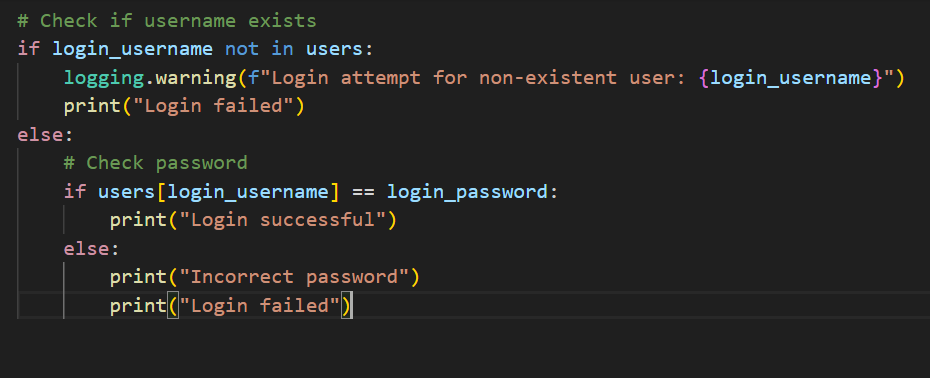 # Check if username exists
if login_username not in users:
    logging.warning(f"Login attempt for non-existent user: {login_username}")
    print("Login failed")
else:
    # Check password
    if users[login_username] == login_password:
        print("Login successful")
    else:
        print("Incorrect password")
        print("Login failed")